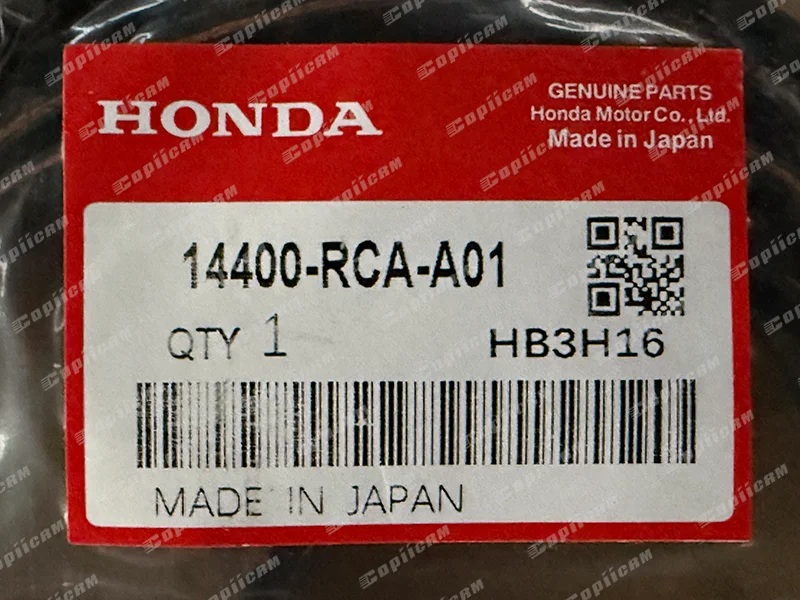 HONDA
GENUINE PARTS
Honda Motor Co., Ltd.
Made in Japan
14400-RCA-A01
QTY 1
HB3H16
MADE IN JAPAN
CopiicRM